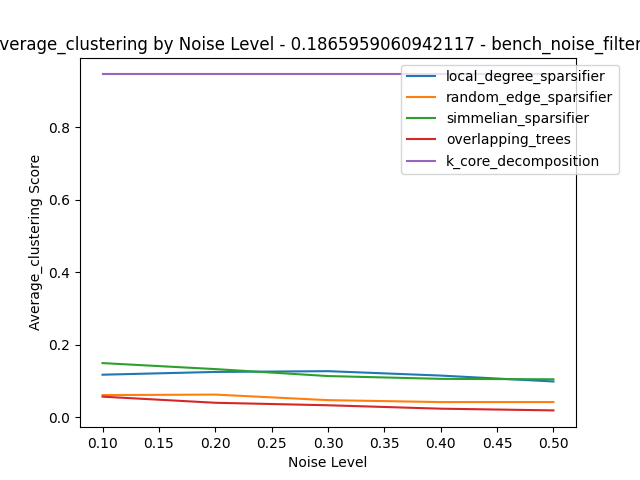 verage_clustering by Noise Level - 0.1865959060942117 - bench_noise_filter
local_degree_sparsifier
random_edge_sparsifier
simmelian_sparsifier
overlapping_trees
k_core_decomposition
Average_clustering Score
0.8
0.6
0.4
0.2
0.0
0.10 0.15 0.20 0.25 0.30 0.35 0.40 0.45 0.50
Noise Level